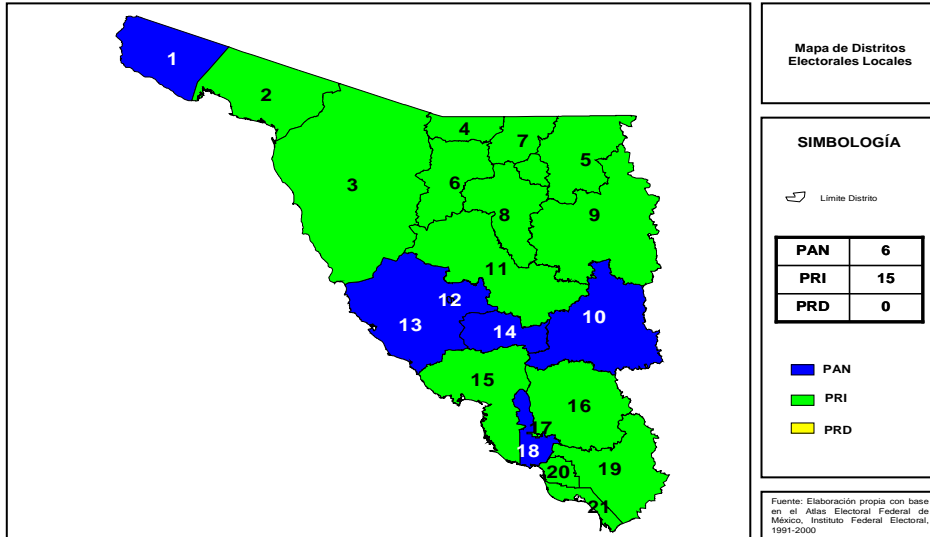 1
2
4
7
5
3
6
8
9
11
12
10
13
14
15
16
17
18
19
20
21
Mapa de Distritos
Electorales Locales
SIMBOLOGÍA
Límite Distrito
PAN 6
PRI 15
PRD 0
PAN
PRI
PRD
Fuente: Elaboración propia con base
en el Atlas Electoral Federal de
México, Instituto Federal Electoral,
1991-2000